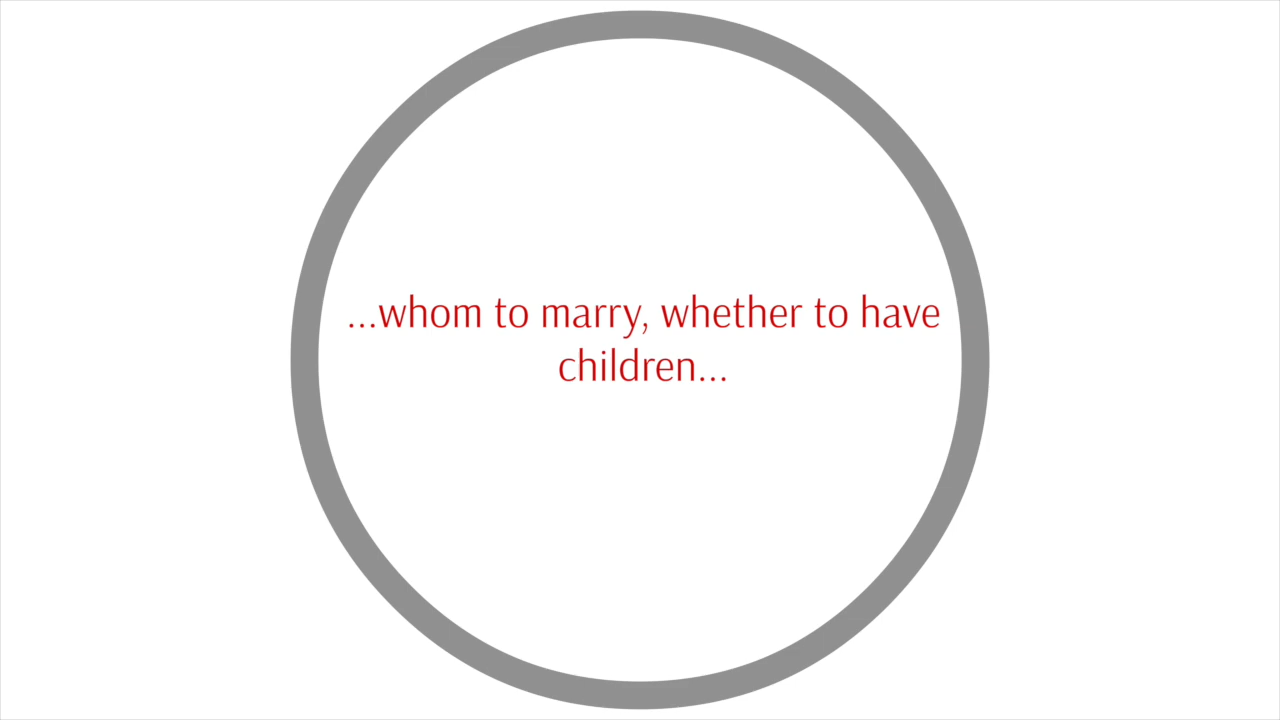 ...whom to marry, whether to have
children...